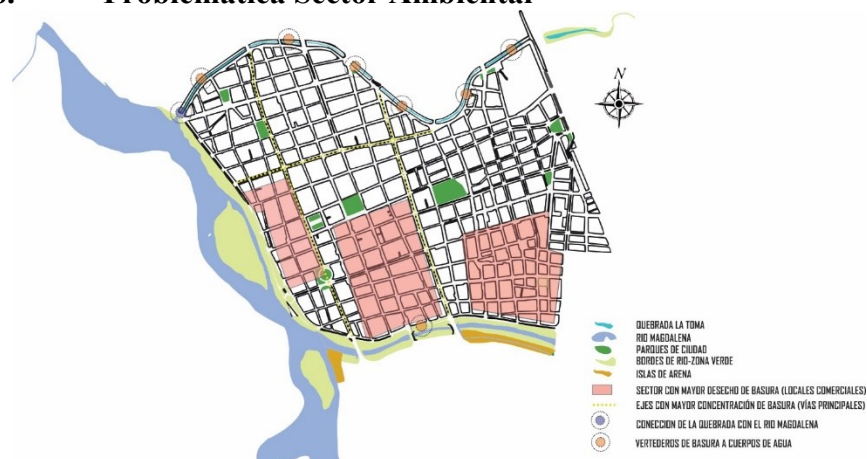 Problemática Sector Ambiental
N
QUEBRADA LA TOMA
RIO MAGDALENA
PARQUES DE CIUDAD
BORDES DE RIO-ZONA VERDE
ISLAS DE ARENA
SECTOR CON MAYOR DESECHO DE BASURA (LOCALES COMERCIALES)
EJES CON MAYOR CONCENTRACIÓN DE BASURA (VÍAS PRINCIPALES)
CONECCION DE LA QUEBRADA CON EL RIO MAGDALENA
VERTEDEROS DE BASURA A CUERPOS DE AGUA